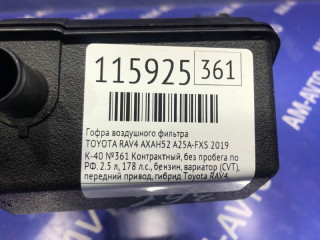 115925 361
Гофра воздушного фильтра
TOYOTA RAV4 AXAH52 A25A-FXS 2019
К-40 №361 Контрактный, без пробега по
РФ. 2.5 л, 178 л.с., бензин, вариатор (CVT),
передний привод, гибрид Toyota RAV4,
AM-AUTO